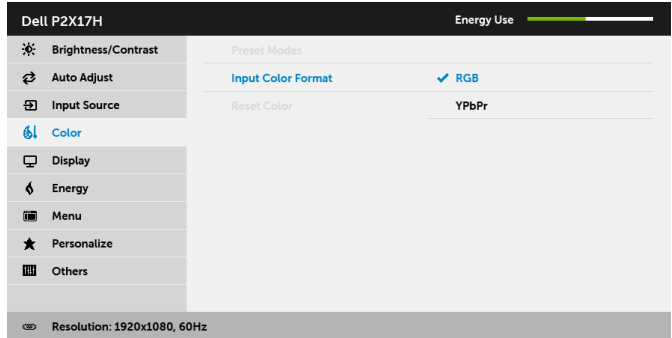 Dell P2X17H
Energy Use
Brightness/Contrast
Preset Modes
Auto Adjust
Input Color Format
RGB
Input Source
Reset Color
YPbPr
Color
Display
Energy
Menu
Personalize
Others
Resolution: 1920x1080, 60Hz